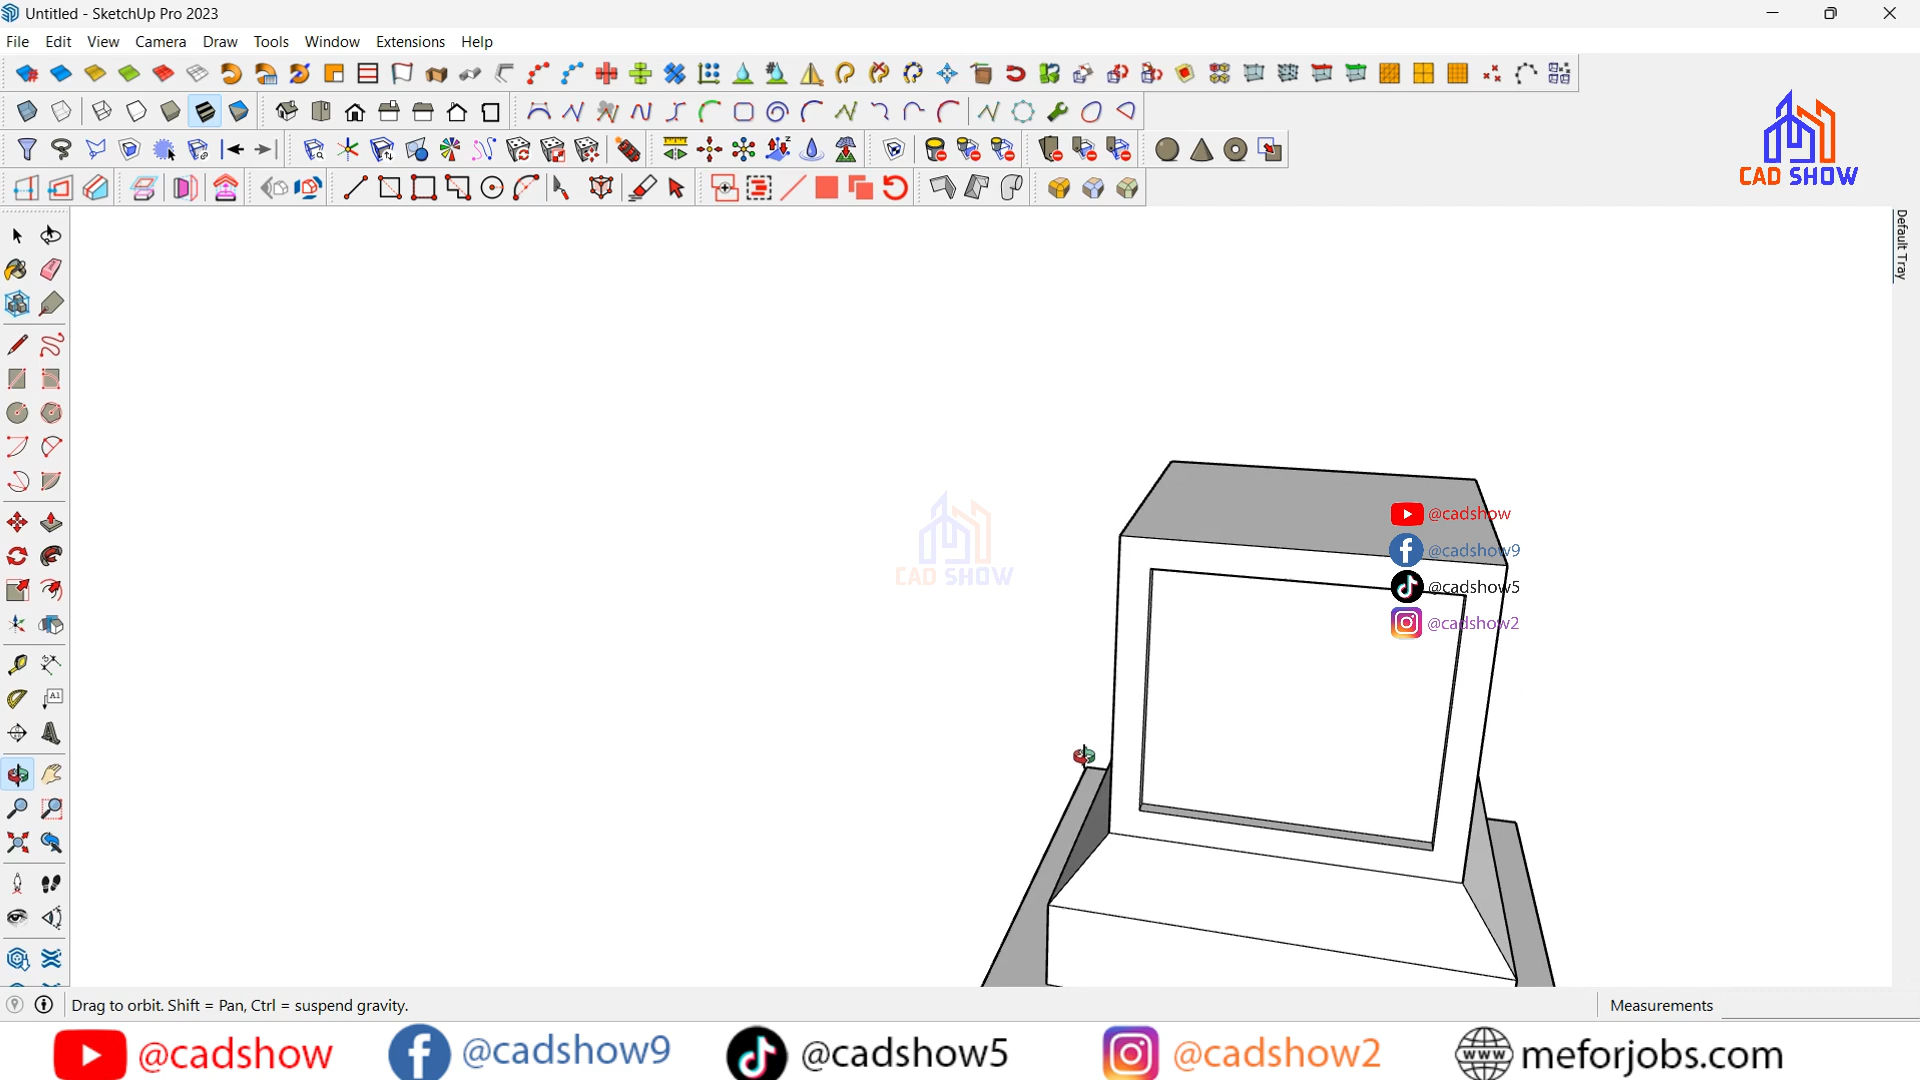 Untitled - SketchUp Pro 2023
File Edit View Camera Draw Tools Window Extensions Help
CAD SHOW
Default Tray
A1
CAD SHOW
@cadshow
@cadshow9
@cadshow5
@cadshow2
Drag to orbit. Shift = Pan, Ctrl = suspend gravity.
Measurements
@cadshow @cadshow9 @cadshow5 @cadshow2 www meforjobs.com